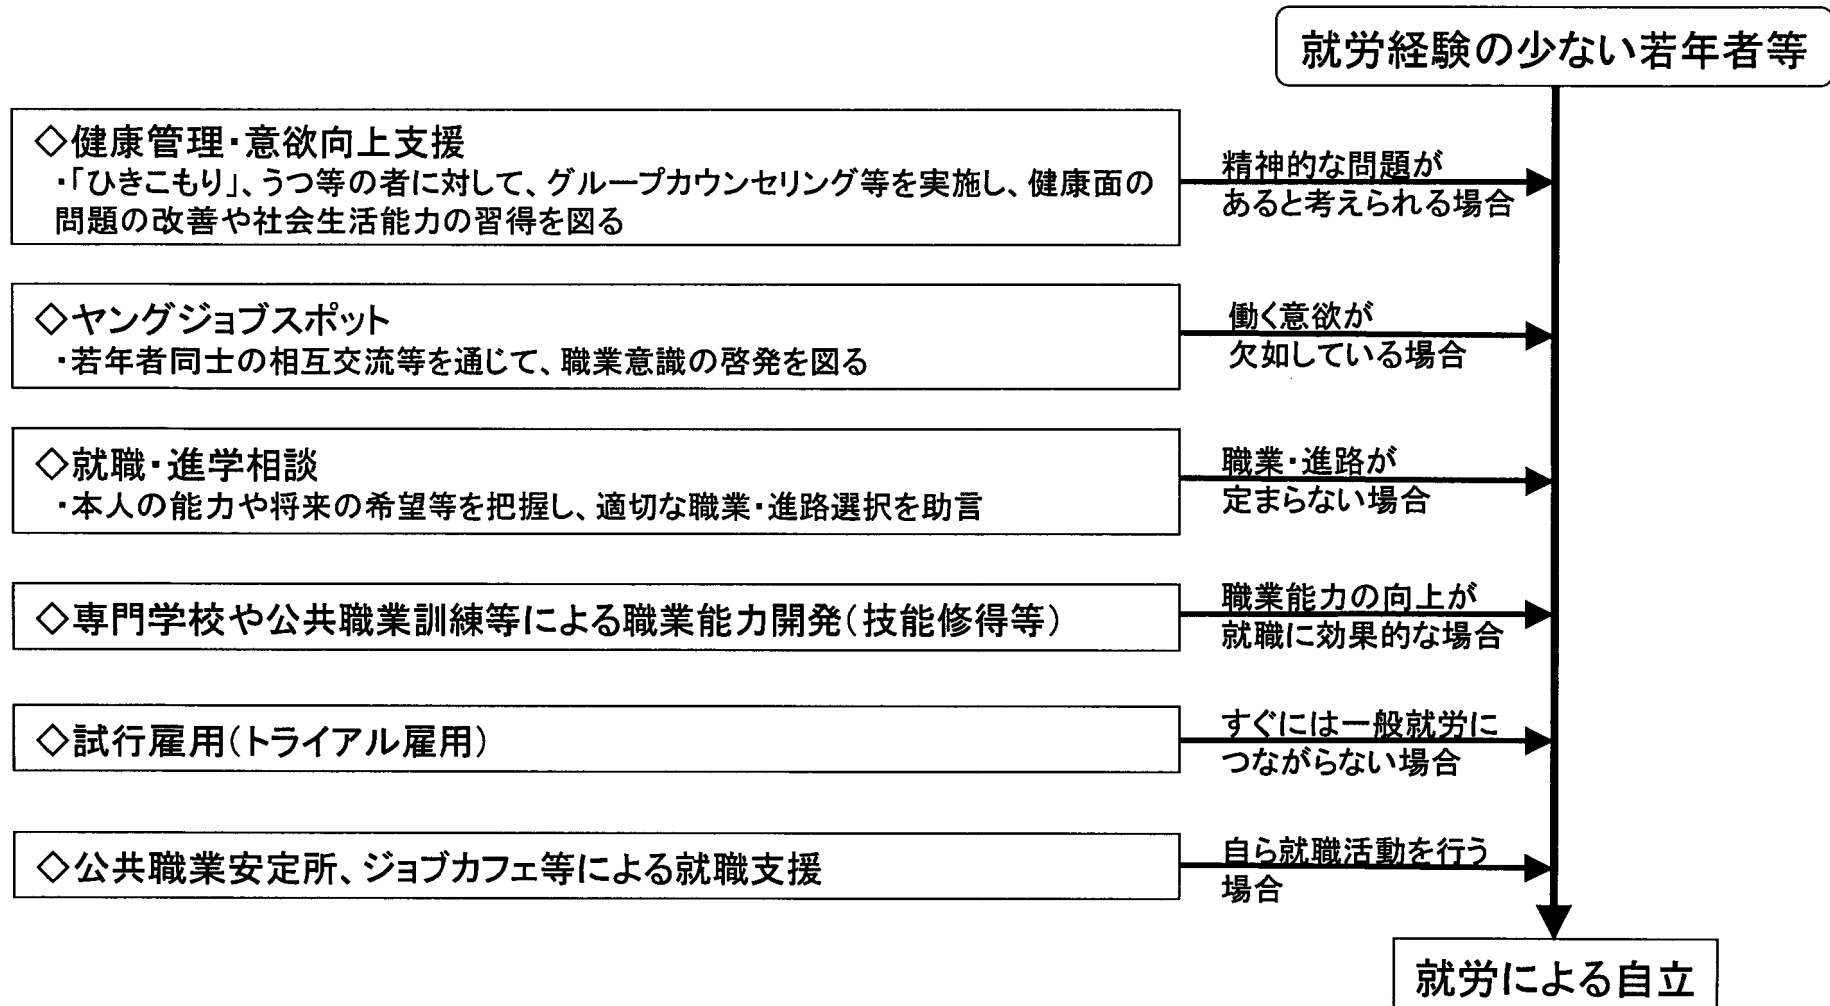 就労経験の少ない若年者等
◇健康管理・意欲向上支援
・「ひきこもり」、うつ等の者に対して、グループカウンセリング等を実施し、健康面の
問題の改善や社会生活能力の習得を図る
精神的な問題が
あると考えられる場合
◇ヤングジョブスポット
・若年者同士の相互交流等を通じて、職業意識の啓発を図る
働く意欲が
欠如している場合
◇就職・進学相談
・本人の能力や将来の希望等を把握し、適切な職業・進路選択を助言
職業・進路が
定まらない場合
◇専門学校や公共職業訓練等による職業能力開発(技能修得等)
職業能力の向上が
就職に効果的な場合
◇試行雇用(トライアル雇用)
すぐには一般就労に
つながらない場合
◇公共職業安定所、ジョブカフェ等による就職支援
自ら就職活動を行う
場合
就労による自立